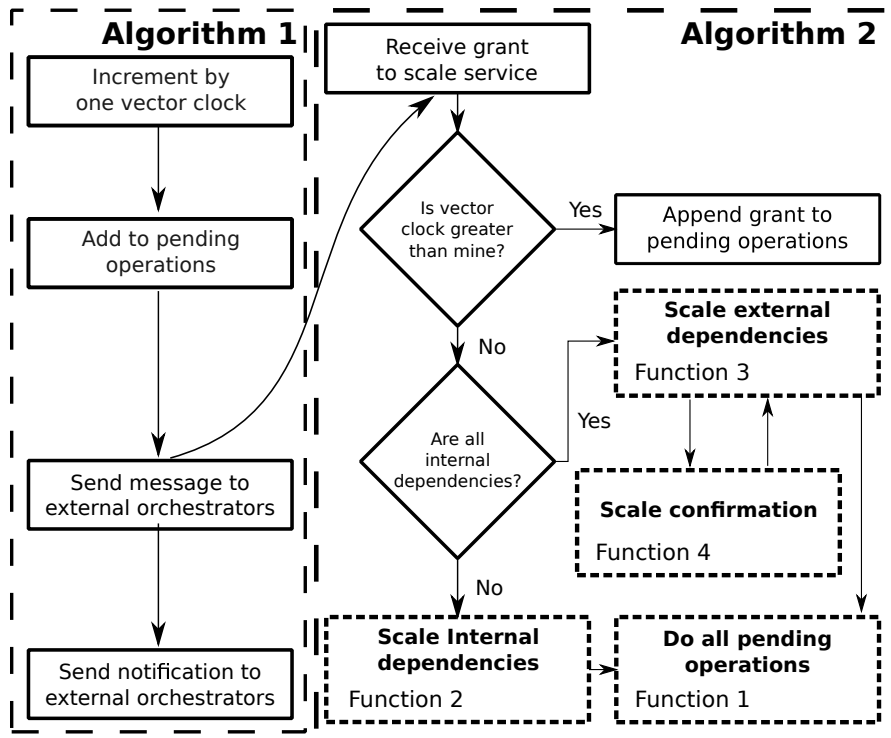 Algorithm 1
Increment by
one vector clock
Add to pending
operations
Send message to
external orchestrators
Send notification to
external orchestrators
Algorithm 2
Receive grant
to scale service
Is vector
clock greater
than mine?
Yes
Append grant to
pending operations
No
Are all
internal
dependencies?
Yes
Scale external
dependencies
Function 3
Scale confirmation
Function 4
No
Scale Internal
dependencies
Function 2
Do all pending
operations
Function 1